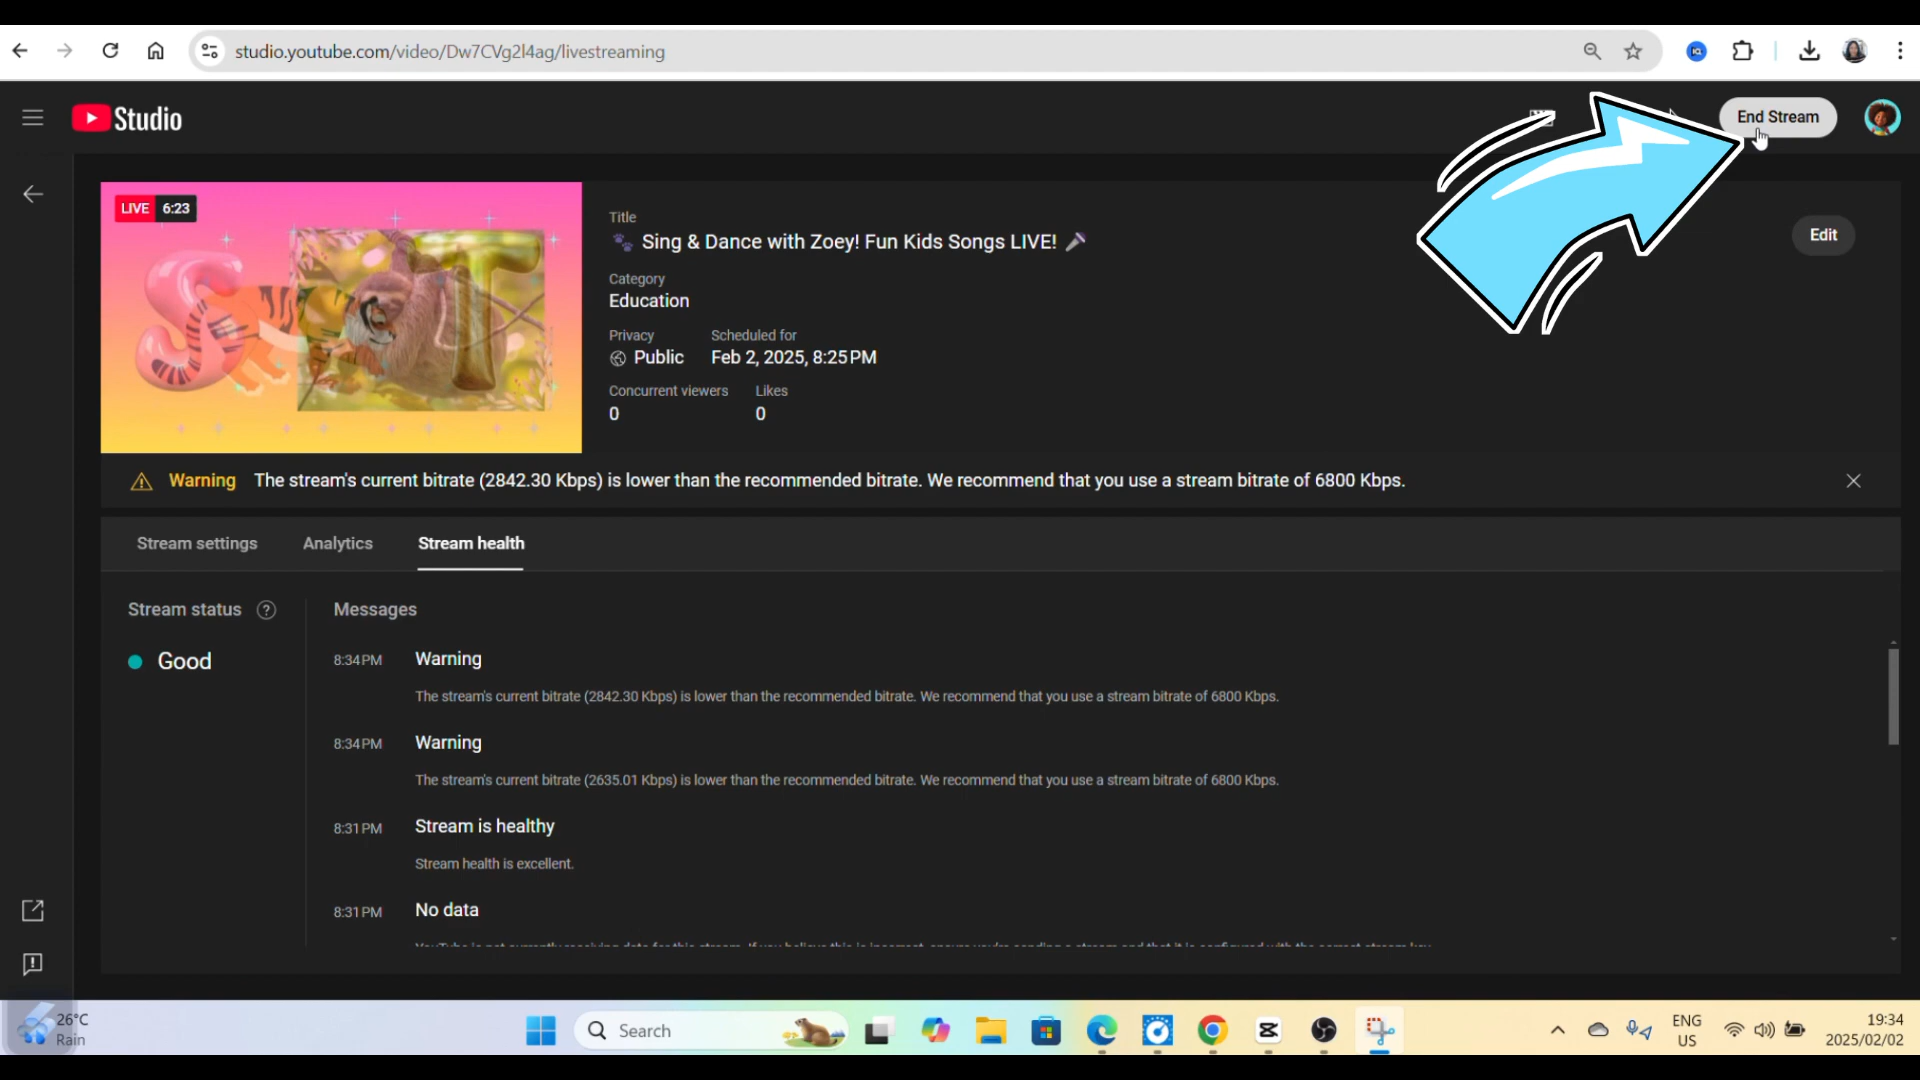 studio.youtube.com/video/Dw7CVg2l4ag/livestreaming
Studio
End Stream
LIVE 6:23
S T
Title
Sing & Dance with Zoey! Fun Kids Songs LIVE!
Edit
Category
Education
Privacy Scheduled for
Public Feb 2, 2025, 8:25 PM
Concurrent viewers Likes
0 0
Warning The stream's current bitrate (2842.30 Kbps) is lower than the recommended bitrate. We recommend that you use a stream bitrate of 6800 Kbps.
Stream settings Analytics Stream health
Stream status ? Messages
Good
8:34 PM Warning
The stream's current bitrate (2842.30 Kbps) is lower than the recommended bitrate. We recommend that you use a stream bitrate of 6800 Kbps.
8:34 PM Warning
The stream's current bitrate (2635.01 Kbps) is lower than the recommended bitrate. We recommend that you use a stream bitrate of 6800 Kbps.
8:31 PM Stream is healthy
Stream health is excellent.
8:31 PM No data
26°C
Rain
Search
ENG
US
19:34
2025/02/02